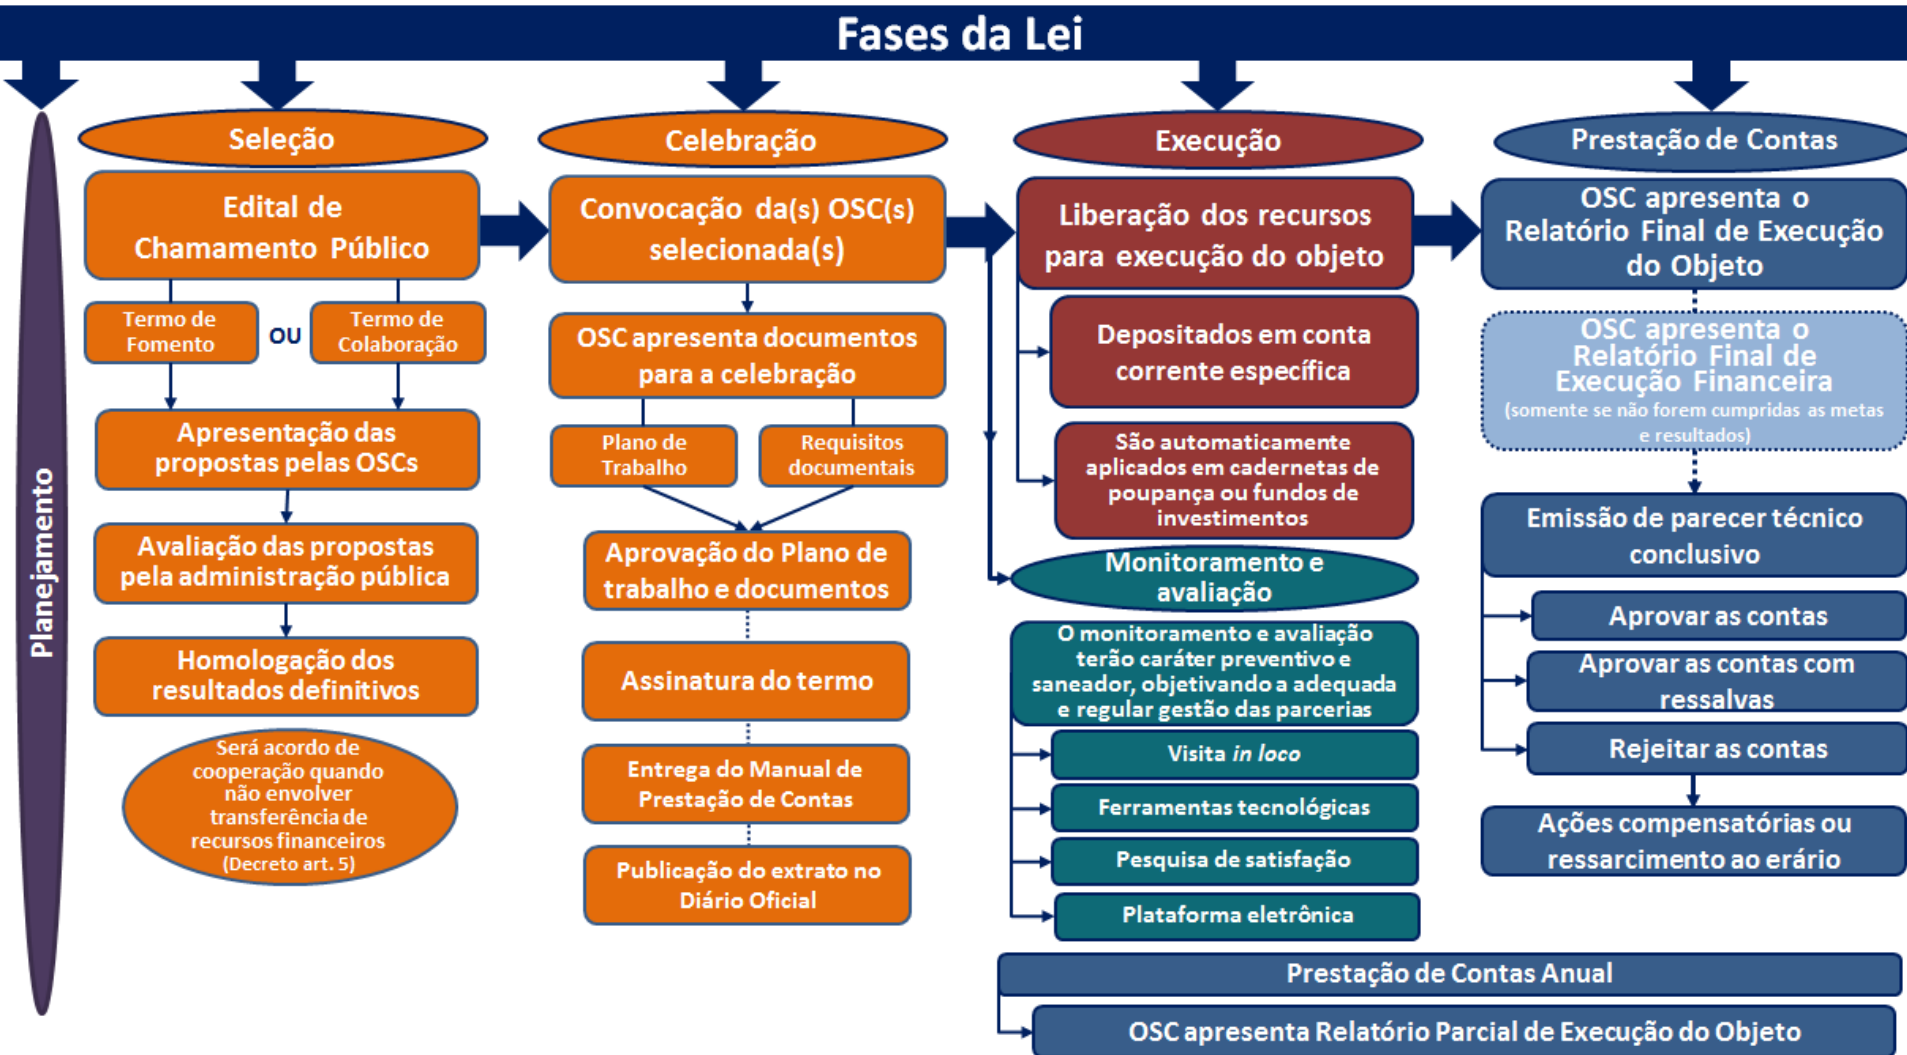 Fases da Lei
Planejamento
Seleção
Edital de
Chamamento Público
Termo de
Fomento
OU
Termo de
Colaboração
Apresentação das
propostas pelas OSCs
Avaliação das propostas
pela administração pública
Homologação dos
resultados definitivos
Será acordo de
cooperação quando
não envolver
transferência de
recursos financeiros
(Decreto art. 5)
Celebração
Convocação da(s) OSC(s)
selecionada(s)
OSC apresenta documentos
para a celebração
Plano de
Trabalho
Requisitos
documentais
Aprovação do Plano de
trabalho e documentos
Assinatura do termo
Entrega do Manual de
Prestação de Contas
Publicação do extrato no
Diário Oficial
Execução
Liberação dos recursos
para execução do objeto
Depositados em conta
corrente específica
São automaticamente
aplicados em cadernetas de
poupança ou fundos de
investimentos
Monitoramento e
avaliação
O monitoramento e avaliação
terão caráter preventivo e
saneador, objetivando a adequada
e regular gestão das parcerias
Visita in loco
Ferramentas tecnológicas
Pesquisa de satisfação
Plataforma eletrônica
Prestação de Contas
OSC apresenta o
Relatório Final de Execução
do Objeto
OSC apresenta o
Relatório Final de
Execução Financeira
(somente se não forem cumpridas as metas
e resultados)
Emissão de parecer técnico
conclusivo
Aprovar as contas
Aprovar as contas com
ressalvas
Rejeitar as contas
Ações compensatórias ou
ressarcimento ao erário
Prestação de Contas Anual
OSC apresenta Relatório Parcial de Execução do Objeto